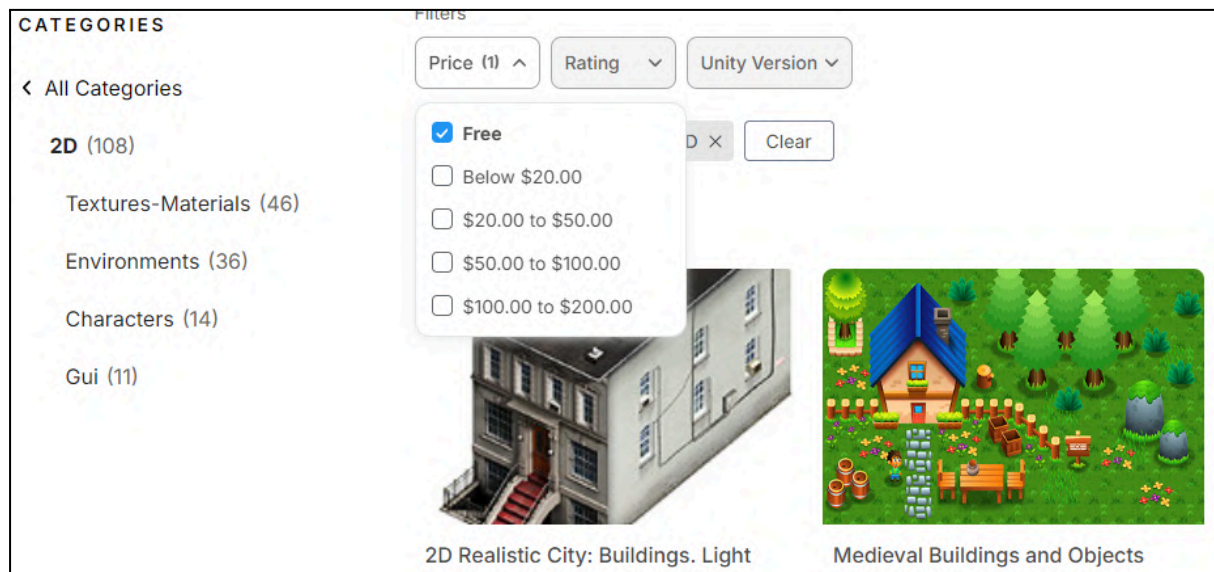 CATEGORIES
All Categories
2D (108)
Textures-Materials (46)
Environments (36)
Characters (14)
Gui (11)
Filters
Price (1)
Rating
Unity Version
Free
Below $20.00
$20.00 to $50.00
$50.00 to $100.00
$100.00 to $200.00
D
Clear
2D Realistic City: Buildings. Light
Medieval Buildings and Objects